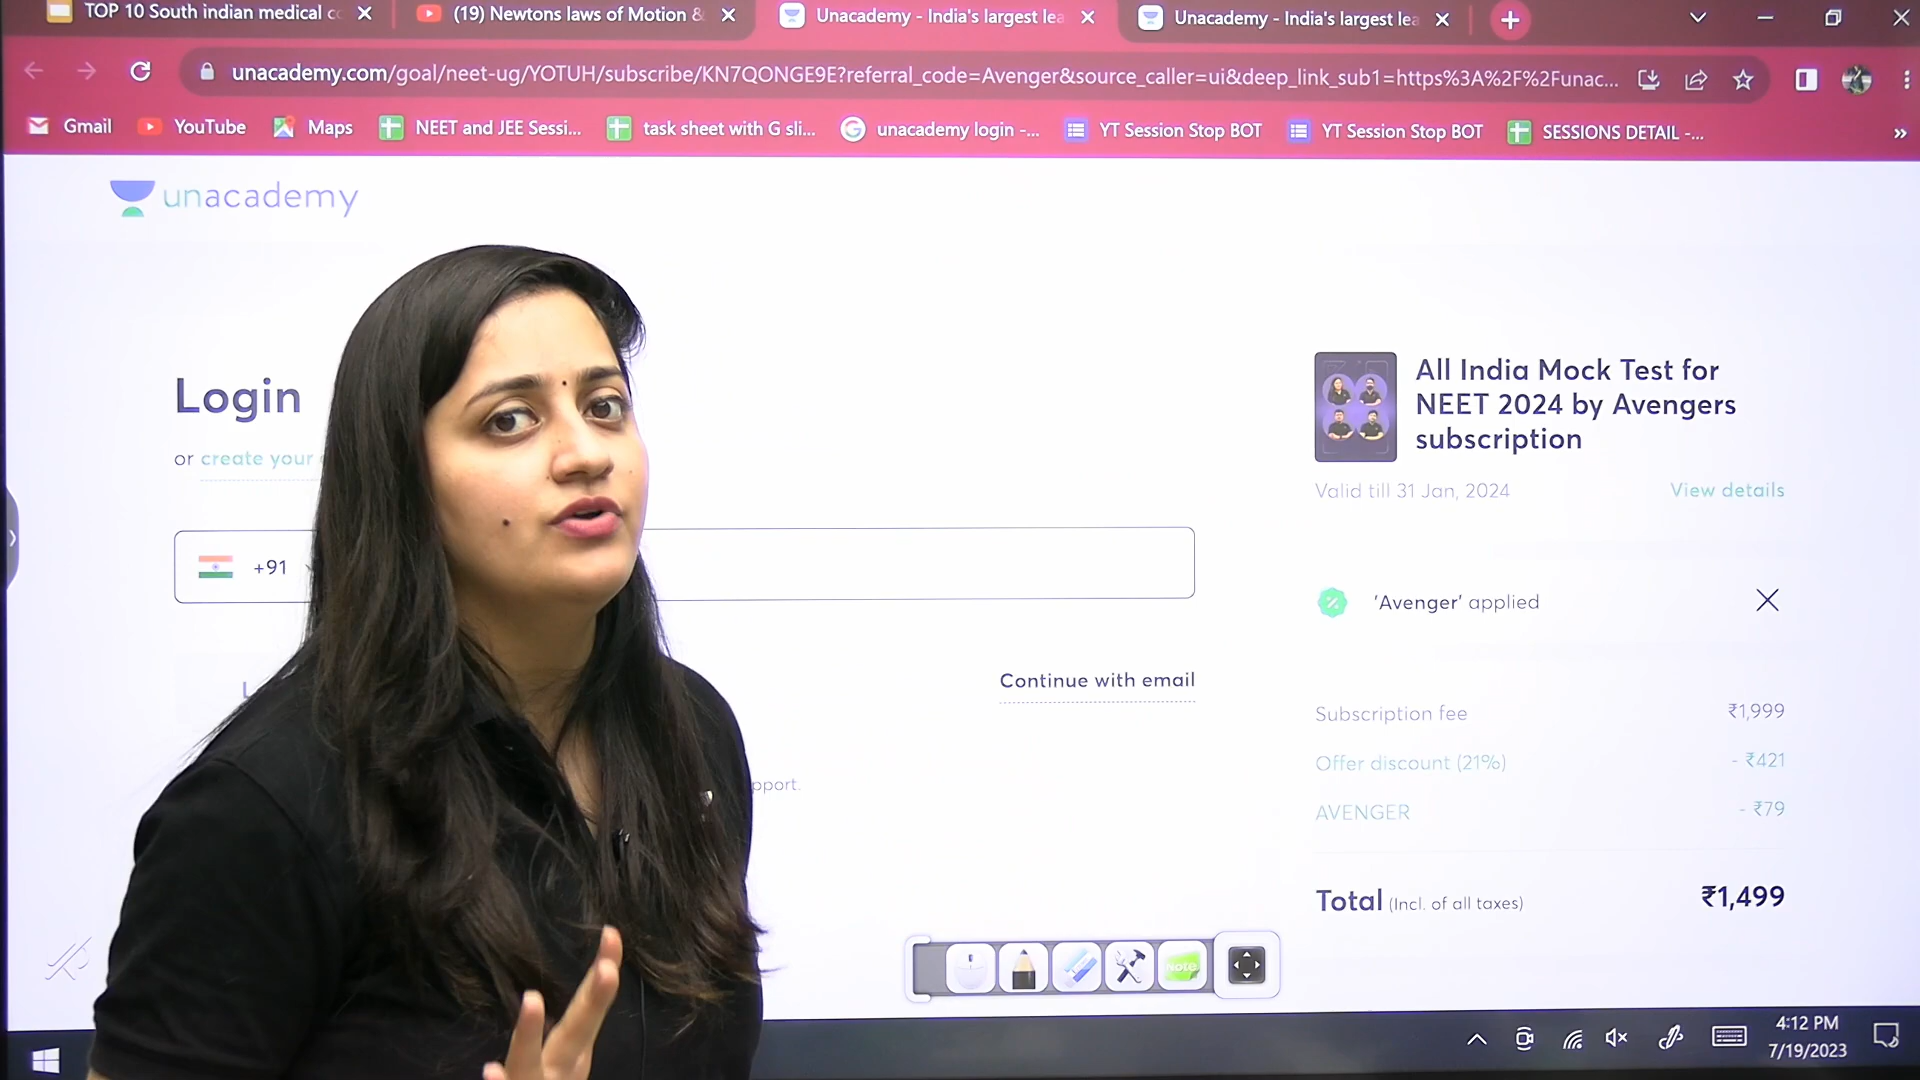 TOP 10 South indian medical c
(19) Newtons laws of Motion &
Unacademy - India's largest lea
Unacademy - India's largest lea
unacademy.com/goal/neet-ug/YOTUH/subscribe/KN7QONGE9E?referral_code=Avenger&source_caller=ui&deep_link_sub1=https%3A%2F%2Funac...
Gmail
YouTube
Maps
NEET and JEE Sessi...
task sheet with G sli...
unacademy login -...
YT Session Stop BOT
YT Session Stop BOT
SESSIONS DETAIL -...
unacademy
Login
or create your
+91
Continue with email
pport.
All India Mock Test for
NEET 2024 by Avengers
subscription
Valid till 31 Jan, 2024
View details
'Avenger' applied
Subscription fee
₹1,999
Offer discount (21%)
- ₹421
AVENGER
- ₹79
Total (Incl. of all taxes)
₹1,499
Note
4:12 PM
7/19/2023